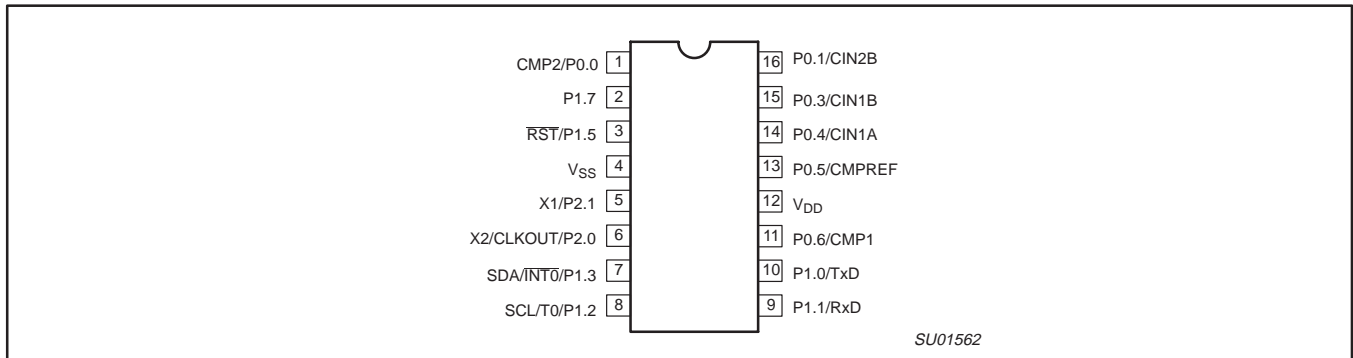 CMP2/P0.0 1
P1.7 2
R̅S̅T̅/P1.5 3
VSS 4
X1/P2.1 5
X2/CLKOUT/P2.0 6
SDA/I̅N̅T̅0̅/P1.3 7
SCL/T0/P1.2 8
16 P0.1/CIN2B
15 P0.3/CIN1B
14 P0.4/CIN1A
13 P0.5/CMPREF
12 VDD
11 P0.6/CMP1
10 P1.0/TxD
9 P1.1/RxD
SU01562